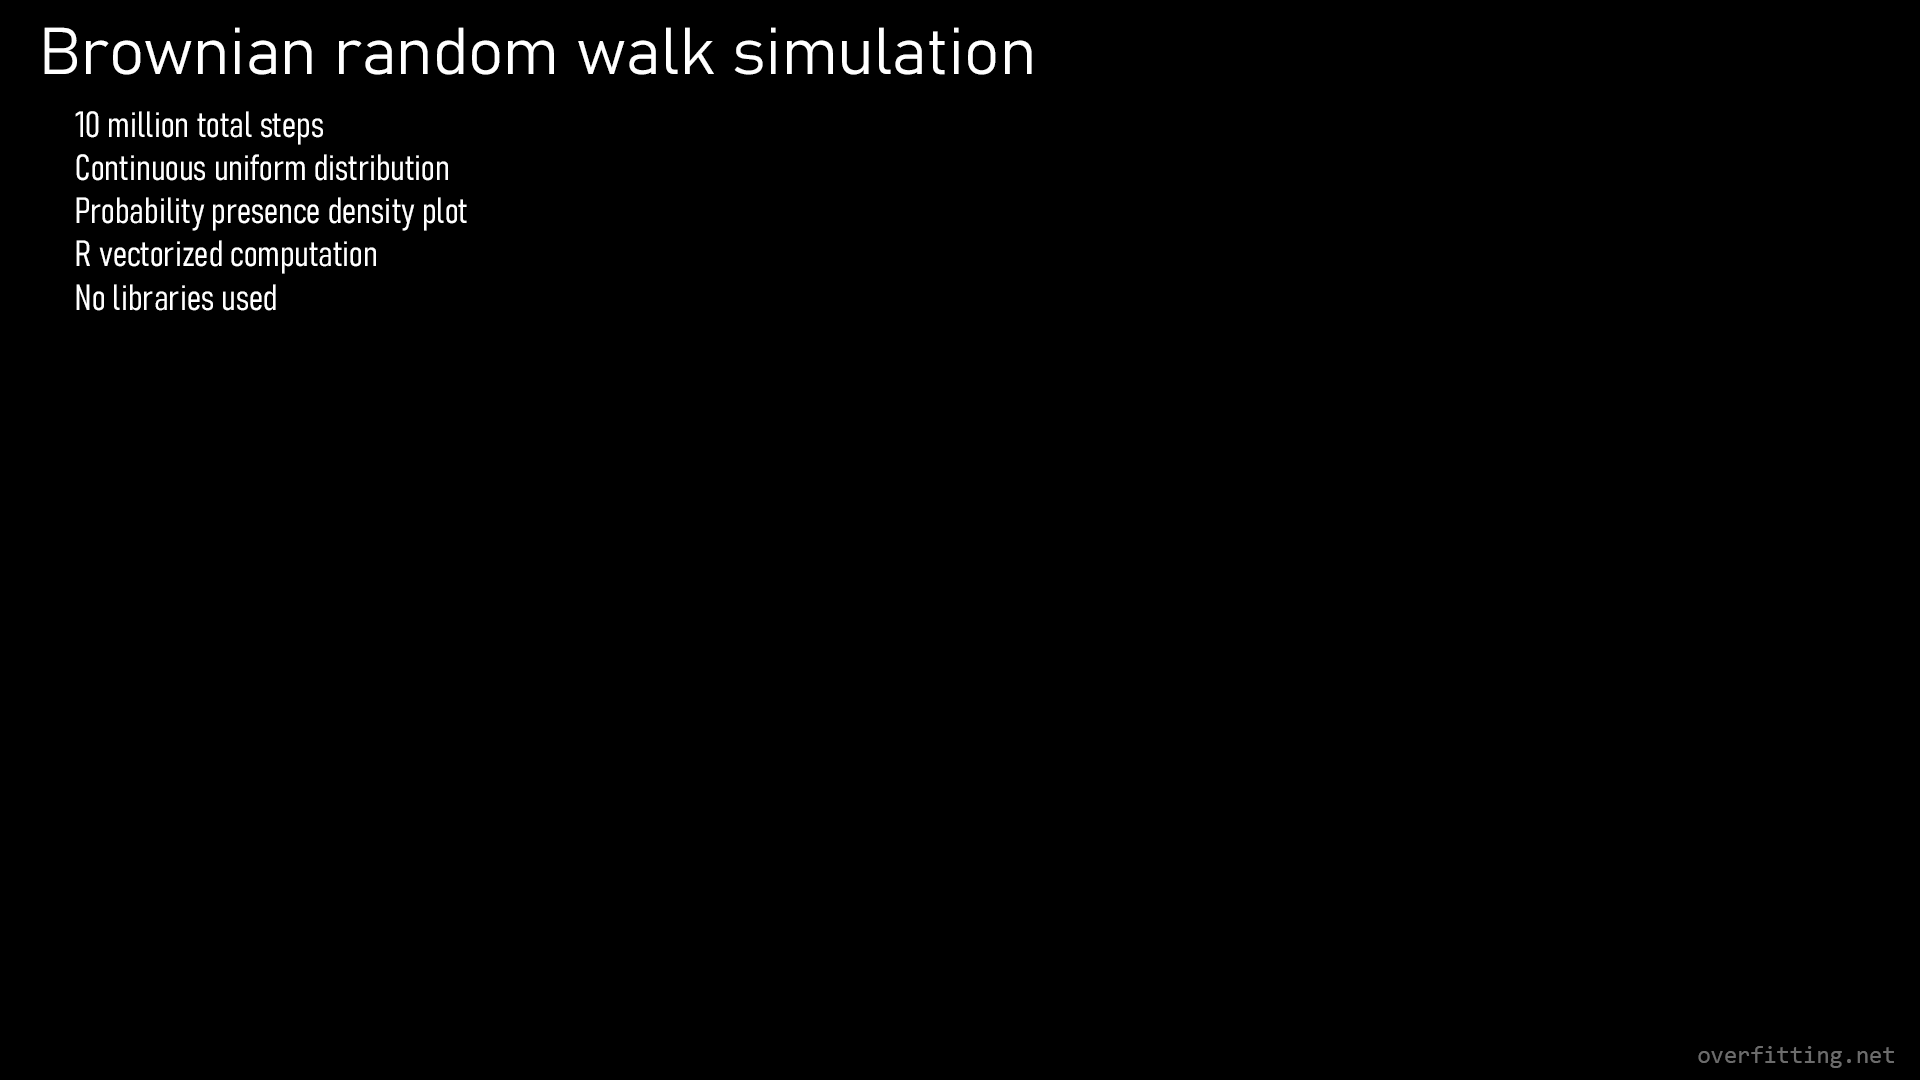 Brownian random walk simulation
10 million total steps
Continuous uniform distribution
Probability presence density plot
R vectorized computation
No libraries used
overfitting.net